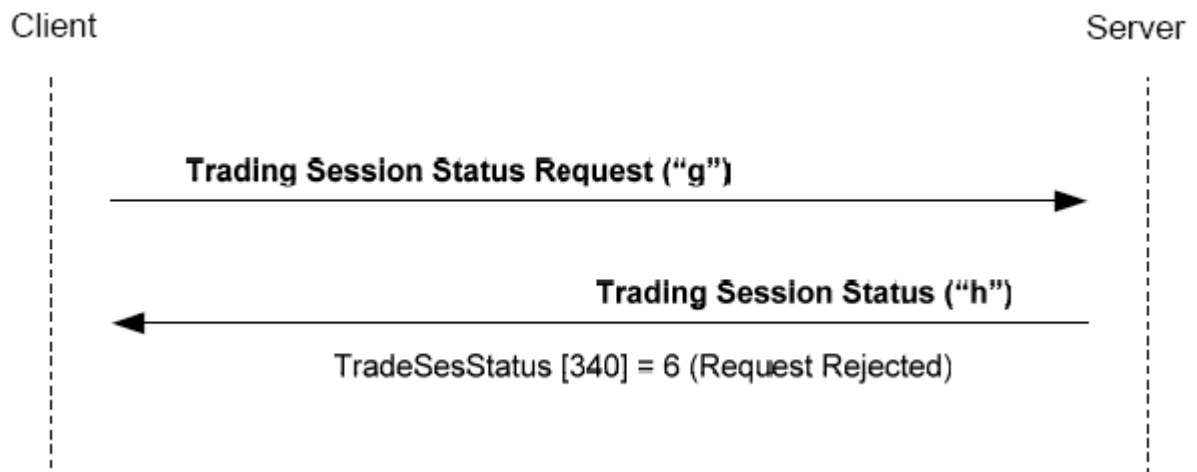 Client
Server
Trading Session Status Request (“g”)
Trading Session Status (“h”)
TradeSesStatus [340] = 6 (Request Rejected)